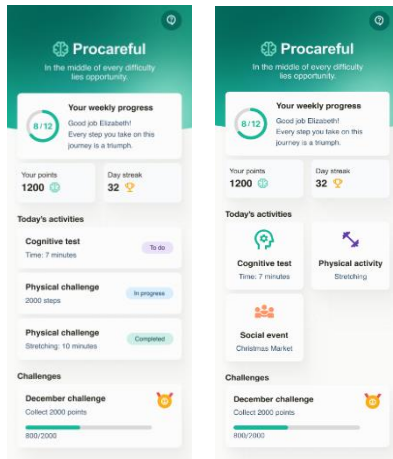 Procareful
In the middle of every difficulty
lies opportunity.
8/12
Your weekly progress
Good job Elizabeth!
Every step you take on this
journey is a triumph.
Your points
1200
Day streak
32
Today's activities
Cognitive test
Time: 7 minutes
To do
Physical challenge
2000 steps
In progress
Physical challenge
Stretching: 10 minutes
Completed
Challenges
December challenge
Collect 2000 points
800/2000
Procareful
In the middle of every difficulty
lies opportunity.
8/12
Your weekly progress
Good job Elizabeth!
Every step you take on this
journey is a triumph.
Your points
1200
Day streak
32
Today's activities
Cognitive test
Time: 7 minutes
Physical activity
Stretching
Social event
Christmas Market
Challenges
December challenge
Collect 2000 points
800/2000